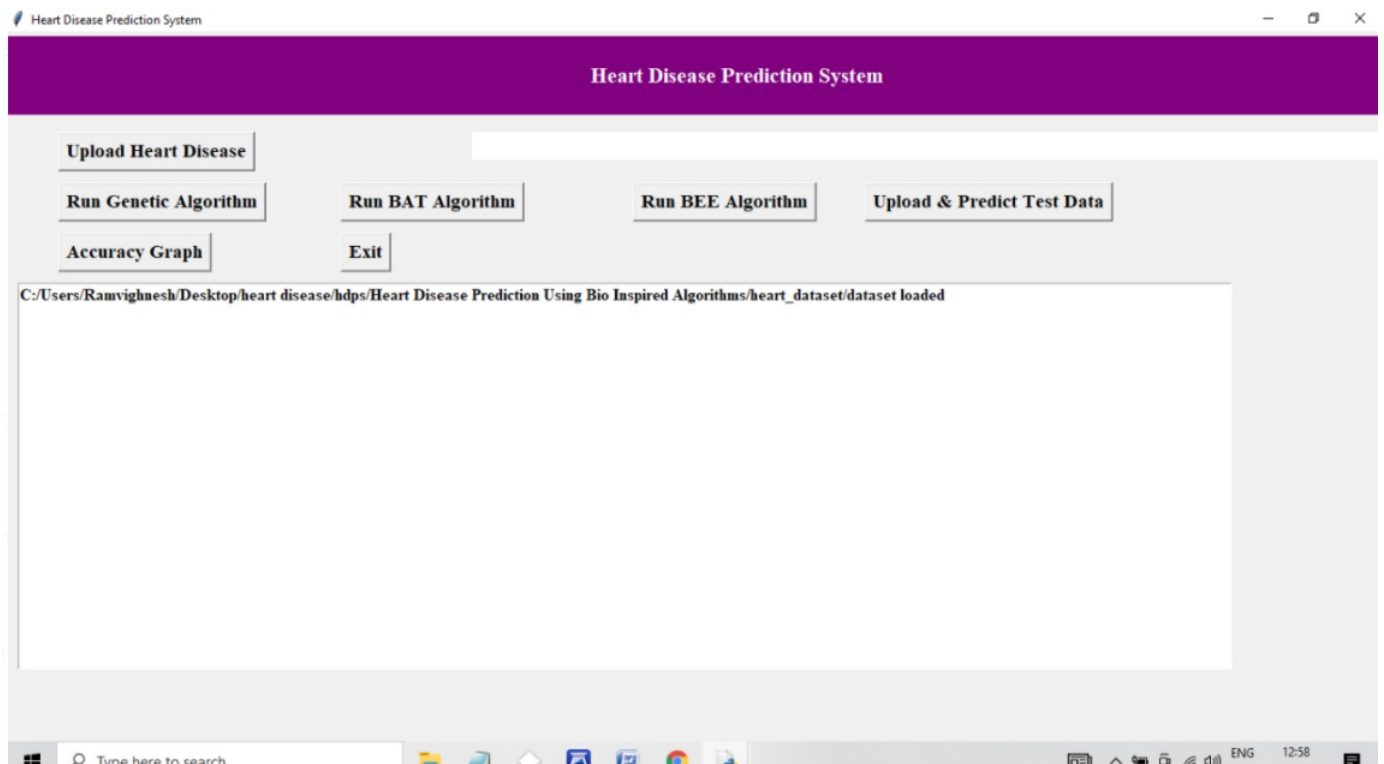 Heart Disease Prediction System
Heart Disease Prediction System
Upload Heart Disease
Run Genetic Algorithm Run BAT Algorithm Run BEE Algorithm Upload & Predict Test Data
Accuracy Graph Exit
C:/Users/Ramvighnesh/Desktop/heart disease/hdps/Heart Disease Prediction Using Bio Inspired Algorithms/heart_dataset/dataset loaded
Type here to search ENG 12:58